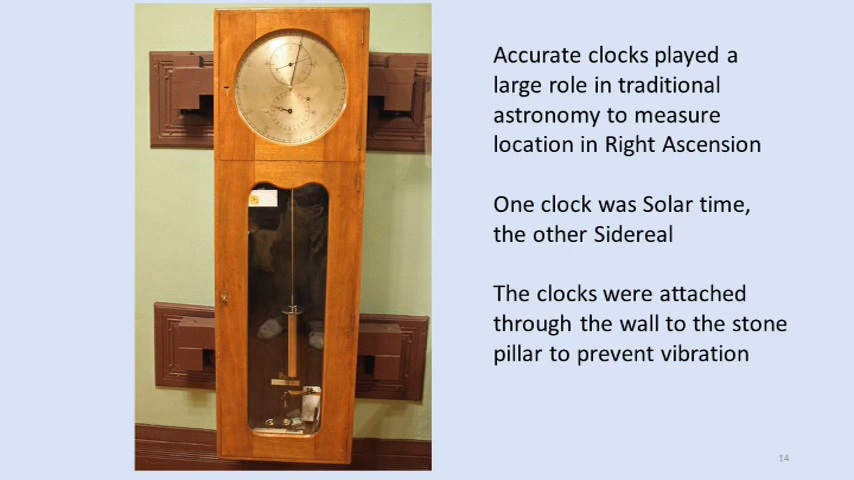 Accurate clocks played a
large role in traditional
astronomy to measure
location in Right Ascension
One clock was Solar time,
the other Sidereal
The clocks were attached
through the wall to the stone
pillar to prevent vibration
14